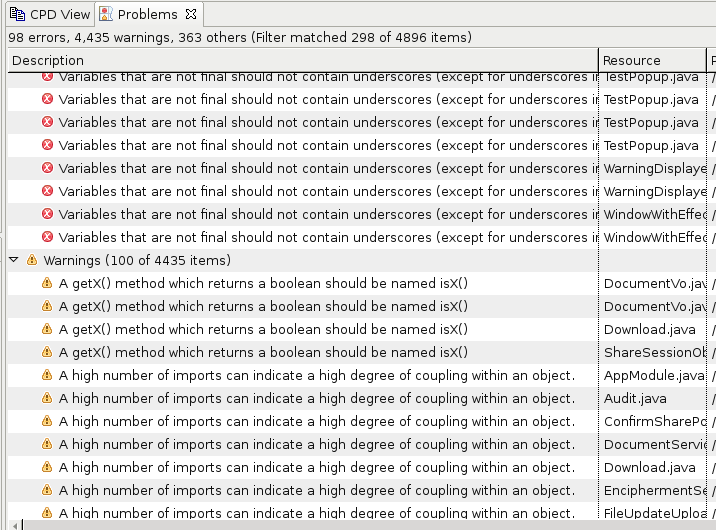 CPD View Problems
98 errors, 4,435 warnings, 363 others (Filter matched 298 of 4896 items)
Description Resource P
Variables that are not final should not contain underscores (except for underscores in TestPopup.java /
Variables that are not final should not contain underscores (except for underscores in TestPopup.java /
Variables that are not final should not contain underscores (except for underscores in TestPopup.java /
Variables that are not final should not contain underscores (except for underscores in TestPopup.java /
Variables that are not final should not contain underscores (except for underscores in WarningDisplaye /
Variables that are not final should not contain underscores (except for underscores in WarningDisplaye /
Variables that are not final should not contain underscores (except for underscores in WindowWithEffec /
Variables that are not final should not contain underscores (except for underscores in WindowWithEffec /
Warnings (100 of 4435 items)
A getX() method which returns a boolean should be named isX() DocumentVo.jav /
A getX() method which returns a boolean should be named isX() DocumentVo.jav /
A getX() method which returns a boolean should be named isX() Download.java /
A getX() method which returns a boolean should be named isX() ShareSessionOb /
A high number of imports can indicate a high degree of coupling within an object. AppModule.java /
A high number of imports can indicate a high degree of coupling within an object. Audit.java /
A high number of imports can indicate a high degree of coupling within an object. ConfirmSharePo /
A high number of imports can indicate a high degree of coupling within an object. DocumentServic /
A high number of imports can indicate a high degree of coupling within an object. Download.java /
A high number of imports can indicate a high degree of coupling within an object. EnciphermentSe /
A high number of imports can indicate a high degree of coupling within an object. FileUpdateUploa /